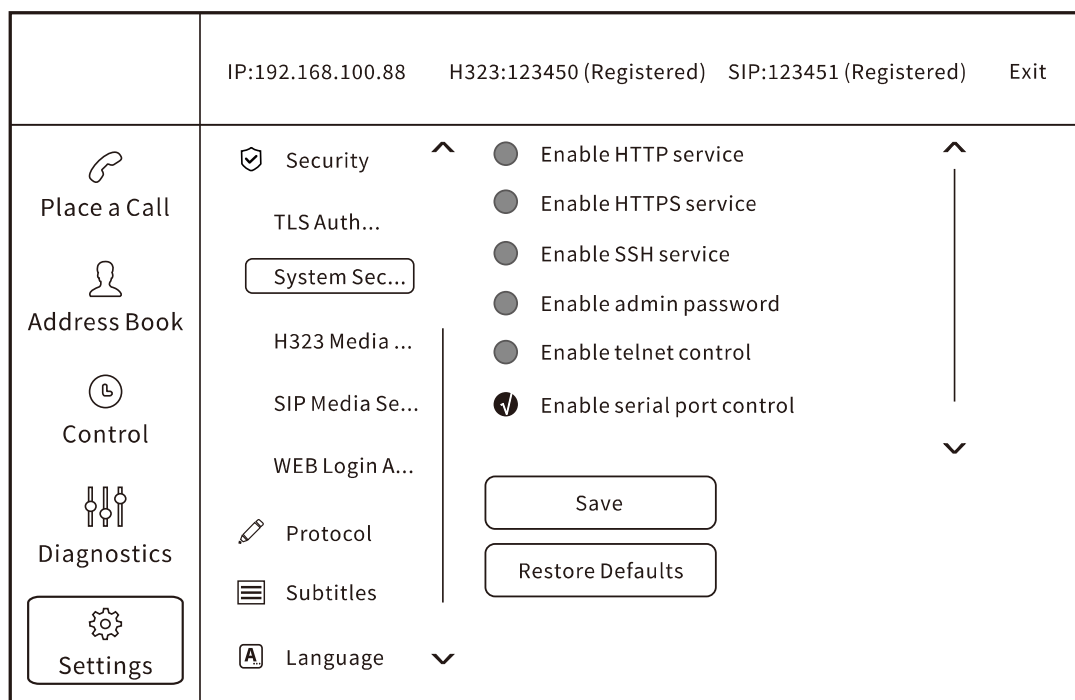 IP:192.168.100.88 H323:123450 (Registered) SIP:123451 (Registered) Exit
Place a Call
Address Book
Control
Diagnostics
Settings
Security
TLS Auth...
System Sec...
H323 Media ...
SIP Media Se...
WEB Login A...
Protocol
Subtitles
A
Language
Enable HTTP service
Enable HTTPS service
Enable SSH service
Enable admin password
Enable telnet control
Enable serial port control
Save
Restore Defaults